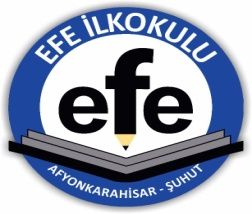 EFE İLKOKULU
efe
AFYONKARAHİSAR - ŞUHUT